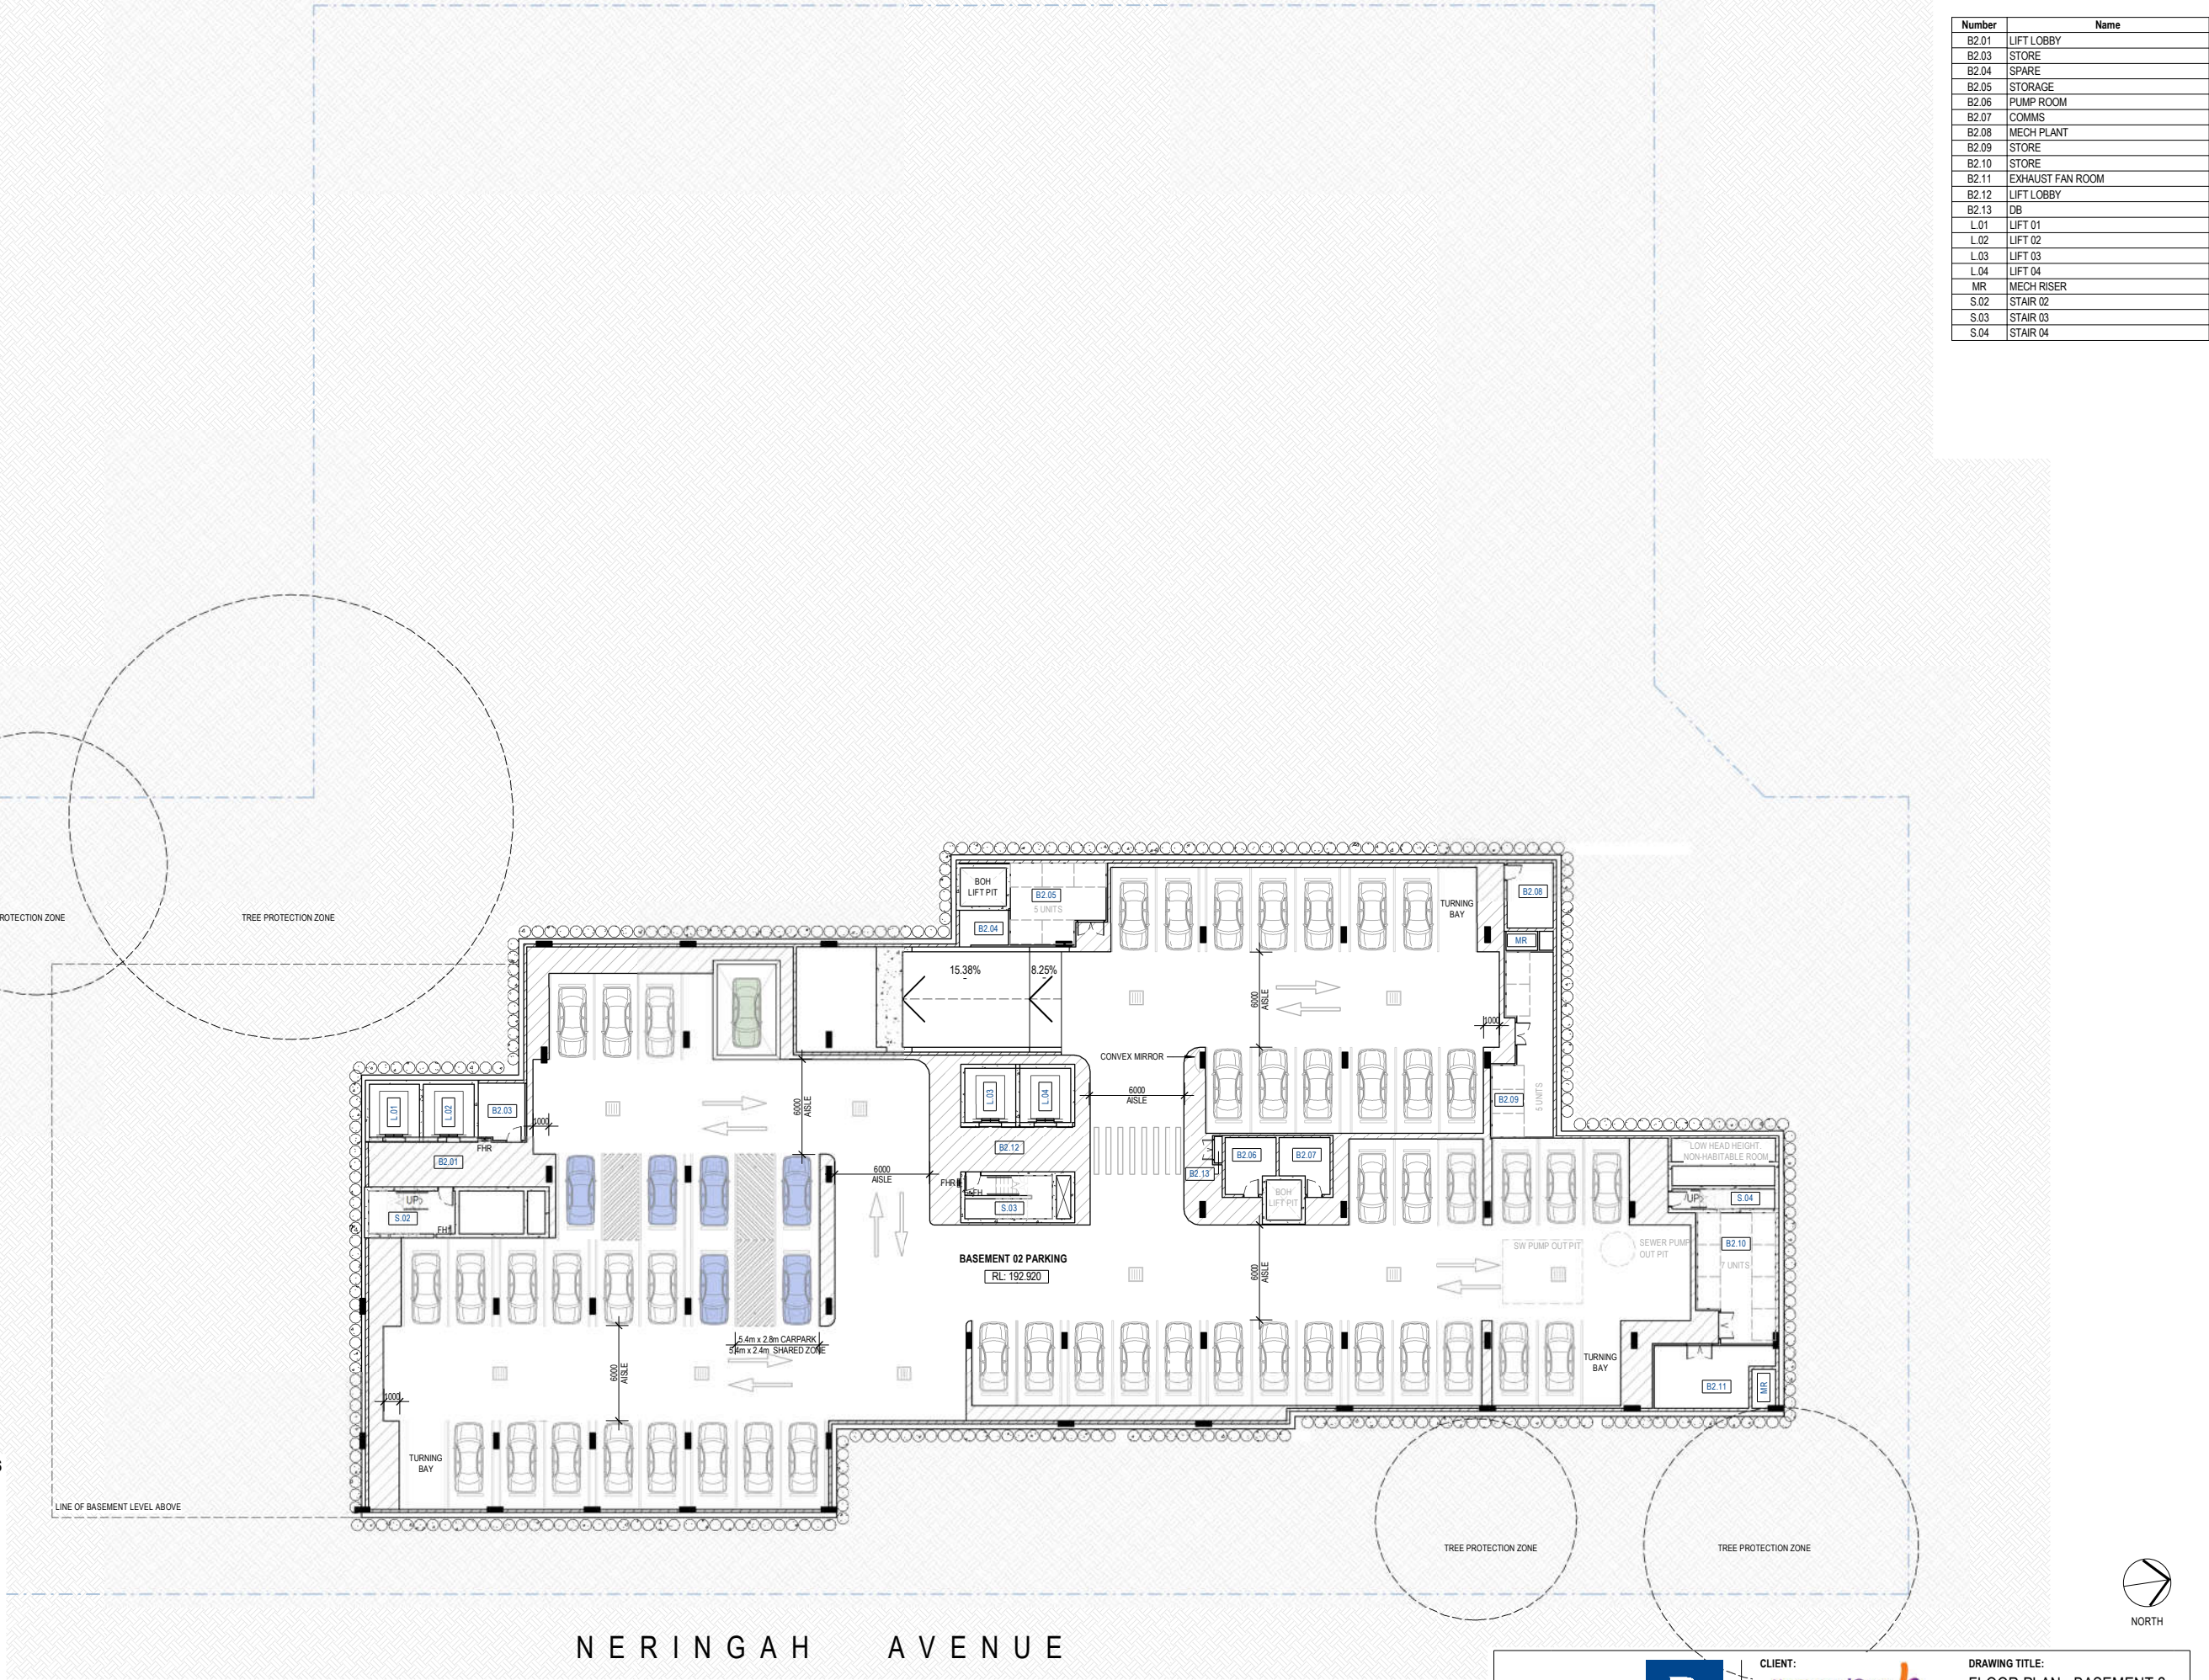 Number Name
B2.01 LIFT LOBBY
B2.03 STORE
B2.04 SPARE
B2.05 STORAGE
B2.06 PUMP ROOM
B2.07 COMMS
B2.08 MECH PLANT
B2.09 STORE
B2.10 STORE
B2.11 EXHAUST FAN ROOM
B2.12 LIFT LOBBY
B2.13 DB
L.01 LIFT 01
L.02 LIFT 02
L.03 LIFT 03
L.04 LIFT 04
MR MECH RISER
S.02 STAIR 02
S.03 STAIR 03
S.04 STAIR 04
TREE PROTECTION ZONE
BOH
LIFT PIT
B2.05
5 UNITS
B2.04
TURNING
BAY
B2.08
MR
15.38%
8.25%
6000
AISLE
1000
CONVEX MIRROR
6000
AISLE
L.03
L.04
B2.09
5 UNITS
L.01
L.02
B2.03
FHR
1000
6000
AISLE
B2.01
B2.12
B2.06
B2.07
B2.13
LOW HEAD HEIGHT.
NON-HABITABLE ROOM
6000
AISLE
FHR
FH
S.03
BOH
LIFT PIT
UP
S.02
FH
UP
S.04
BASEMENT 02 PARKING
RL: 192.920
6000
AISLE
SW PUMP OUT PIT
SEWER PUMP
OUT PIT
B2.10
7 UNITS
5.4m x 2.8m CARPARK
5.4m x 2.4m SHARED ZONE
6000
AISLE
1000
TURNING
BAY
B2.11
MR
TURNING
BAY
LINE OF BASEMENT LEVEL ABOVE
TREE PROTECTION ZONE
TREE PROTECTION ZONE
NORTH
NERINGAH AVENUE
CLIENT:
DRAWING TITLE: